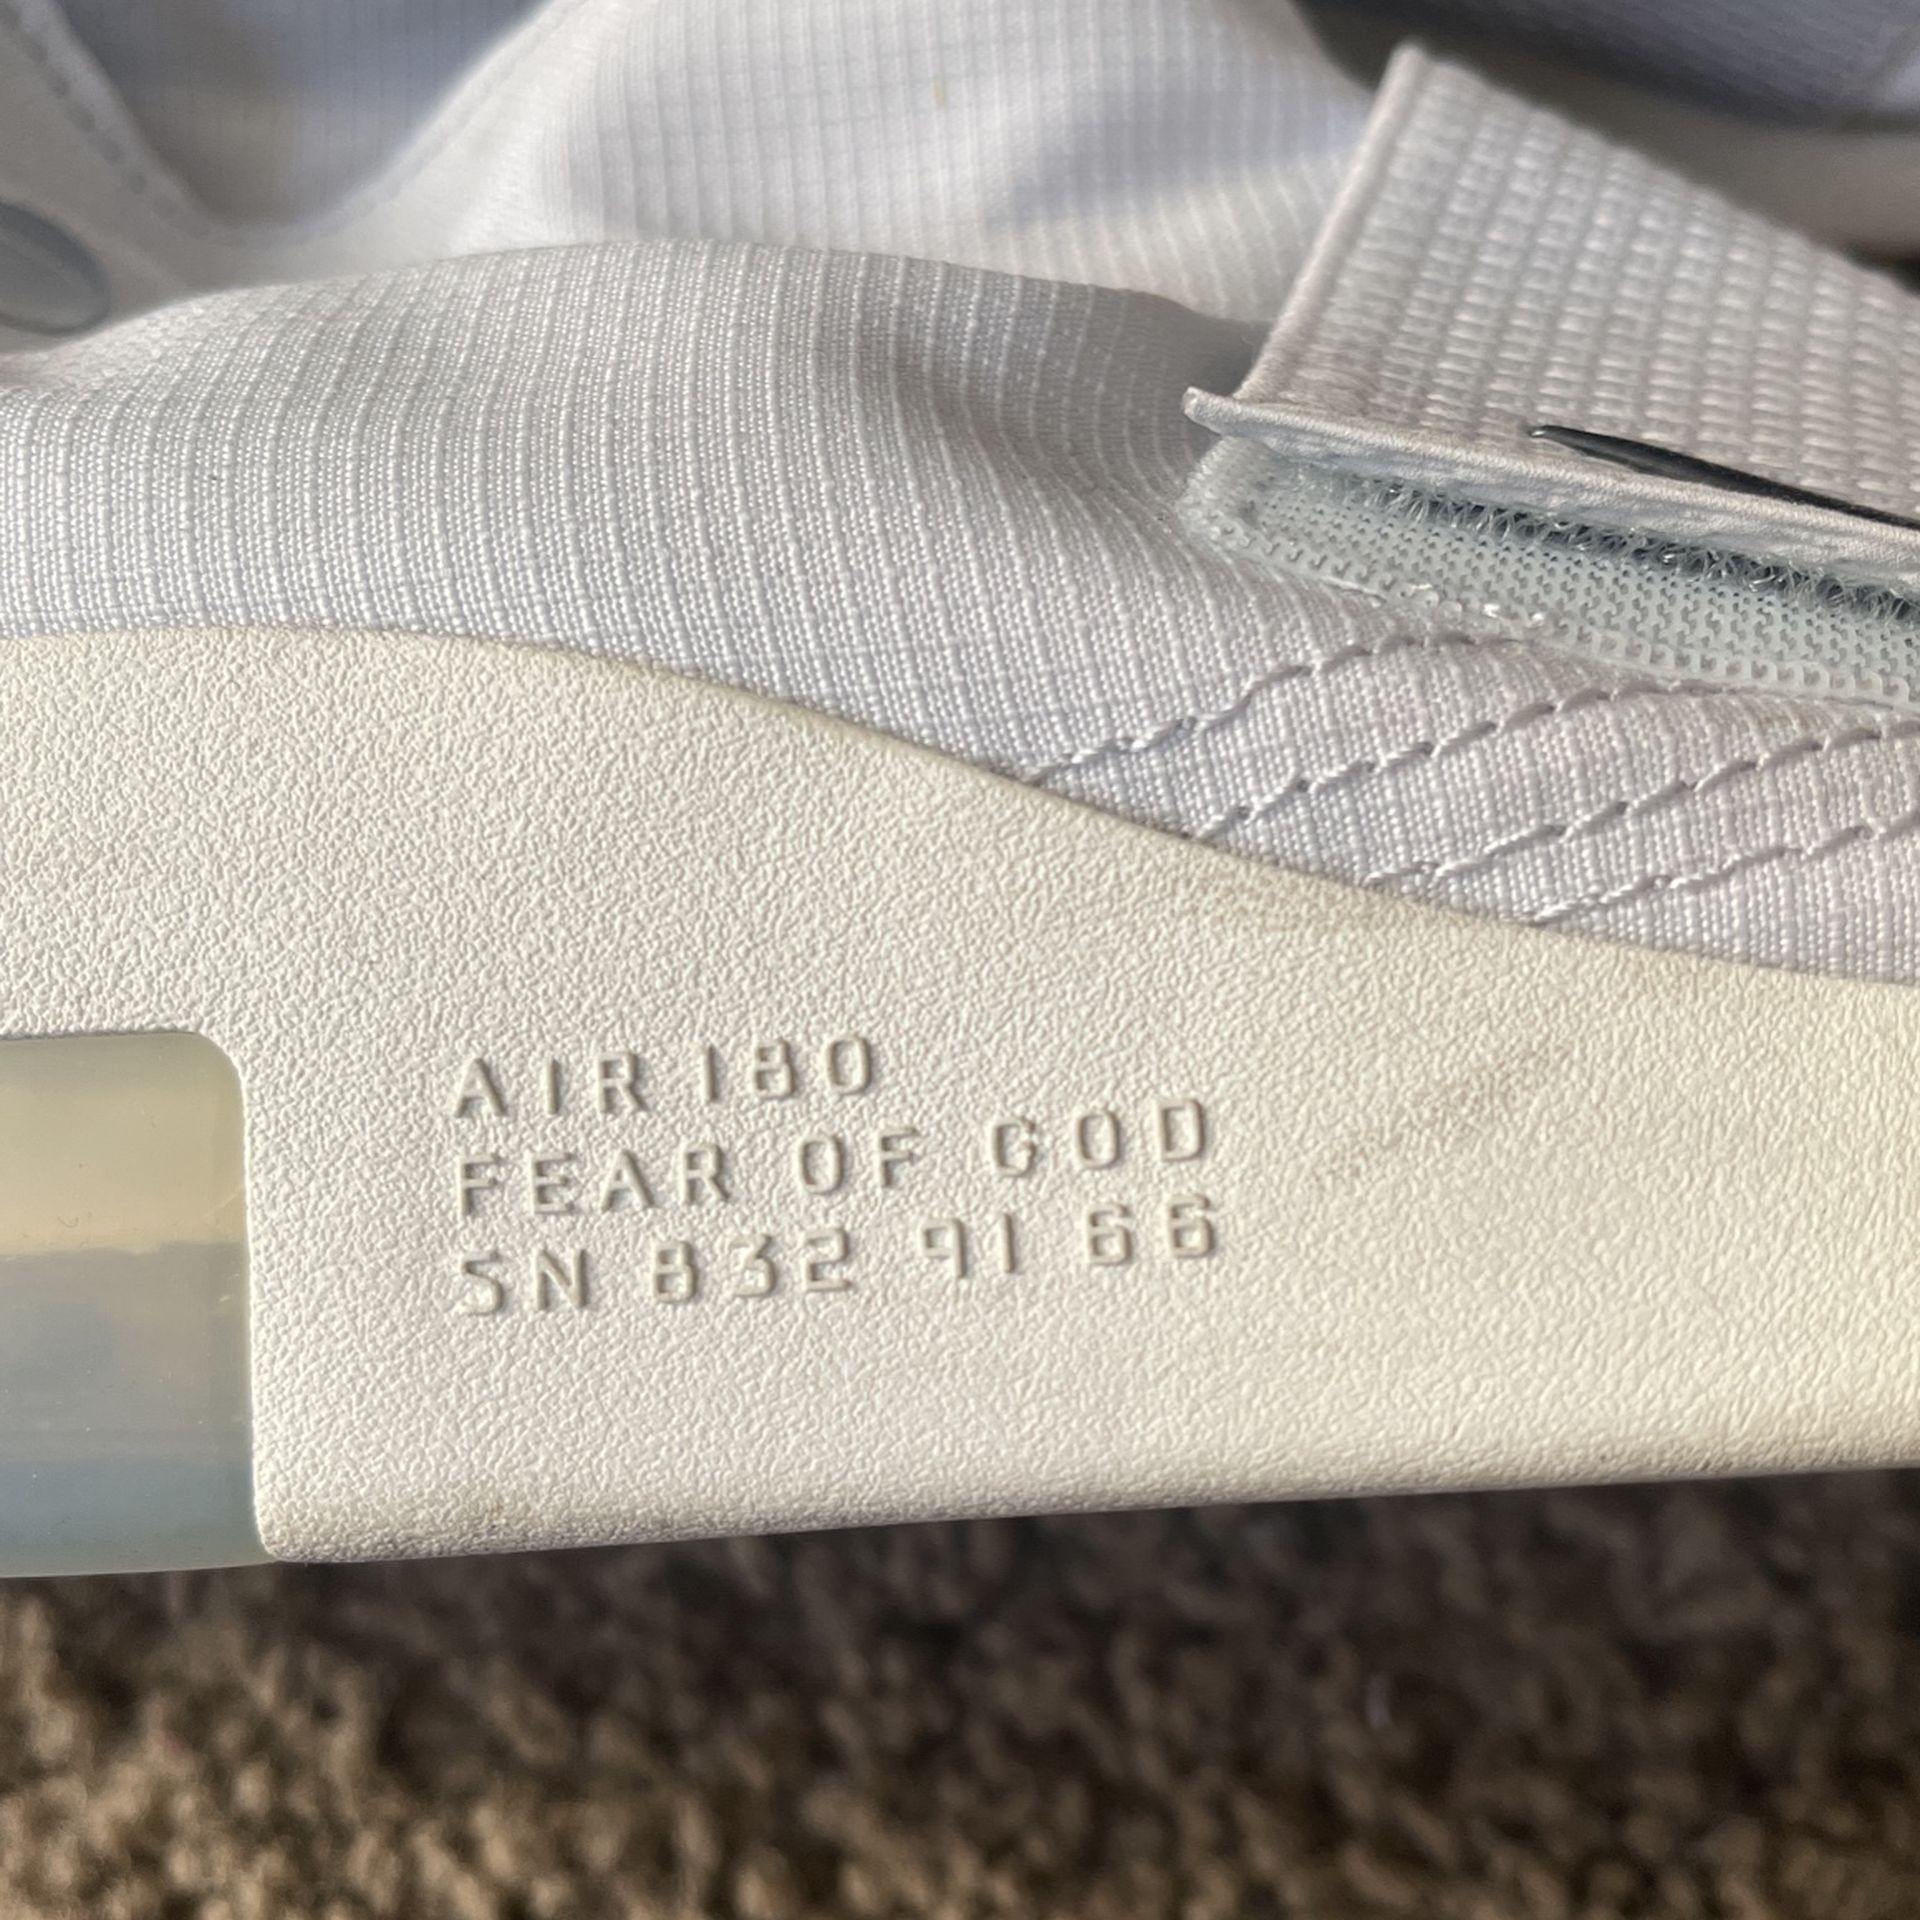 AIR 180
FEAR OF GOD
SN 832 91 66